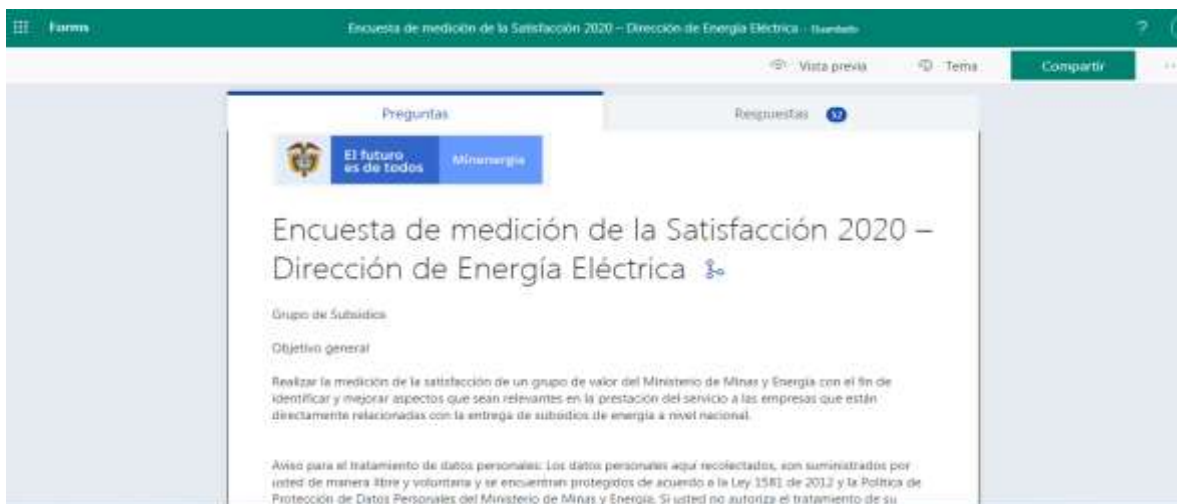 Forms
Encuesta de medición de la Satisfacción 2020 – Dirección de Energía Eléctrica - Guardado
?
Vista previa
Tema
Compartir
Preguntas
Respuestas 52
El futuro
es de todos
Minenergía
Encuesta de medición de la Satisfacción 2020 –
Dirección de Energía Eléctrica
Grupo de Subsidios
Objetivo general
Realizar la medición de la satisfacción de un grupo de valor del Ministerio de Minas y Energía con el fin de
identificar y mejorar aspectos que sean relevantes en la prestación del servicio a las empresas que están
directamente relacionadas con la entrega de subsidios de energía a nivel nacional.
Aviso para el tratamiento de datos personales: Los datos personales aquí recolectados, son suministrados por
usted de manera libre y voluntaria y se encuentran protegidos de acuerdo a la Ley 1581 de 2012 y la Política de
Protección de Datos Personales del Ministerio de Minas y Energía. Si usted no autoriza el tratamiento de su